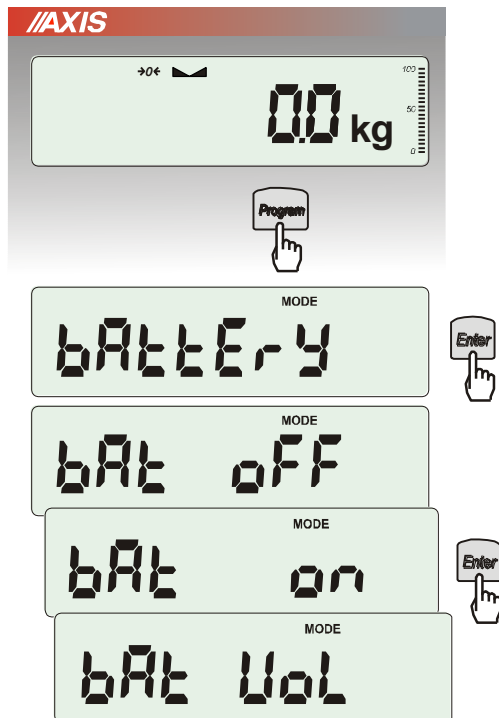 //AXIS
→0←
100
0.0 kg
50
0
Program
MODE
bAttEry
Enter
MODE
bAt oFF
MODE
bAt on
Enter
MODE
bAt UoL